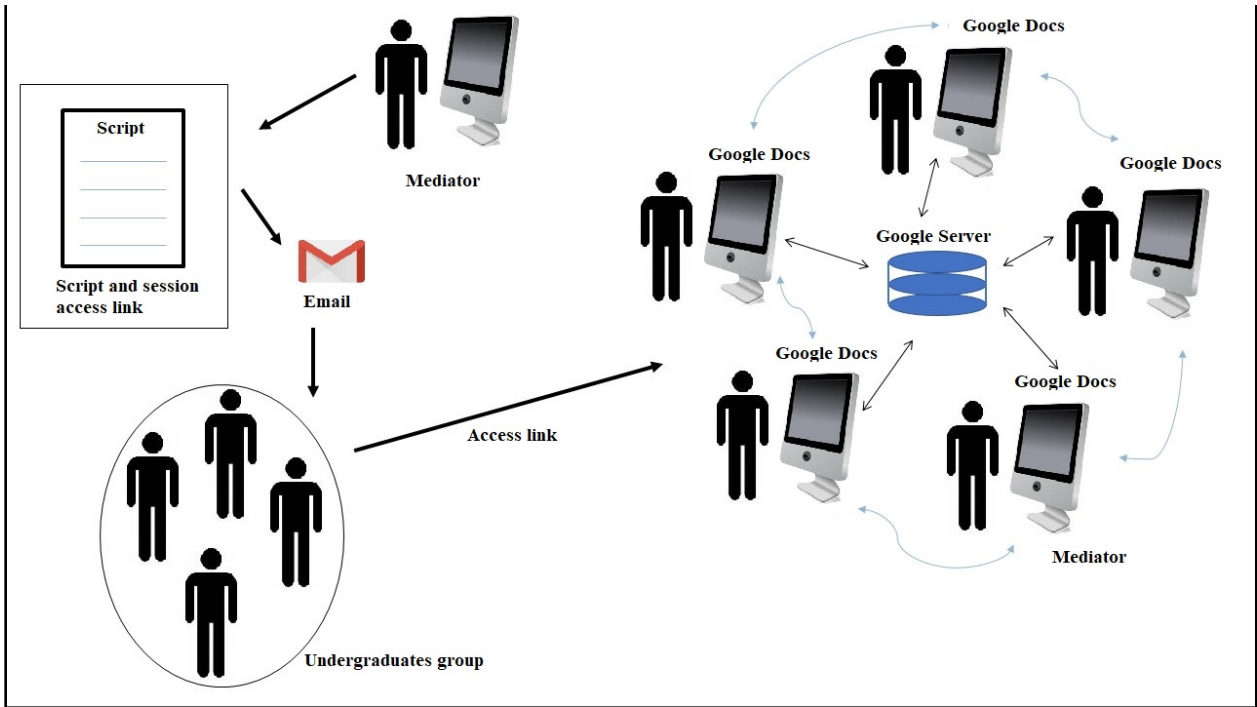 Mediator
Script
Script and session
access link
Email
Access link
Undergraduates group
Google Docs
Google Docs
Google Docs
Google Server
Google Docs
Google Docs
Mediator